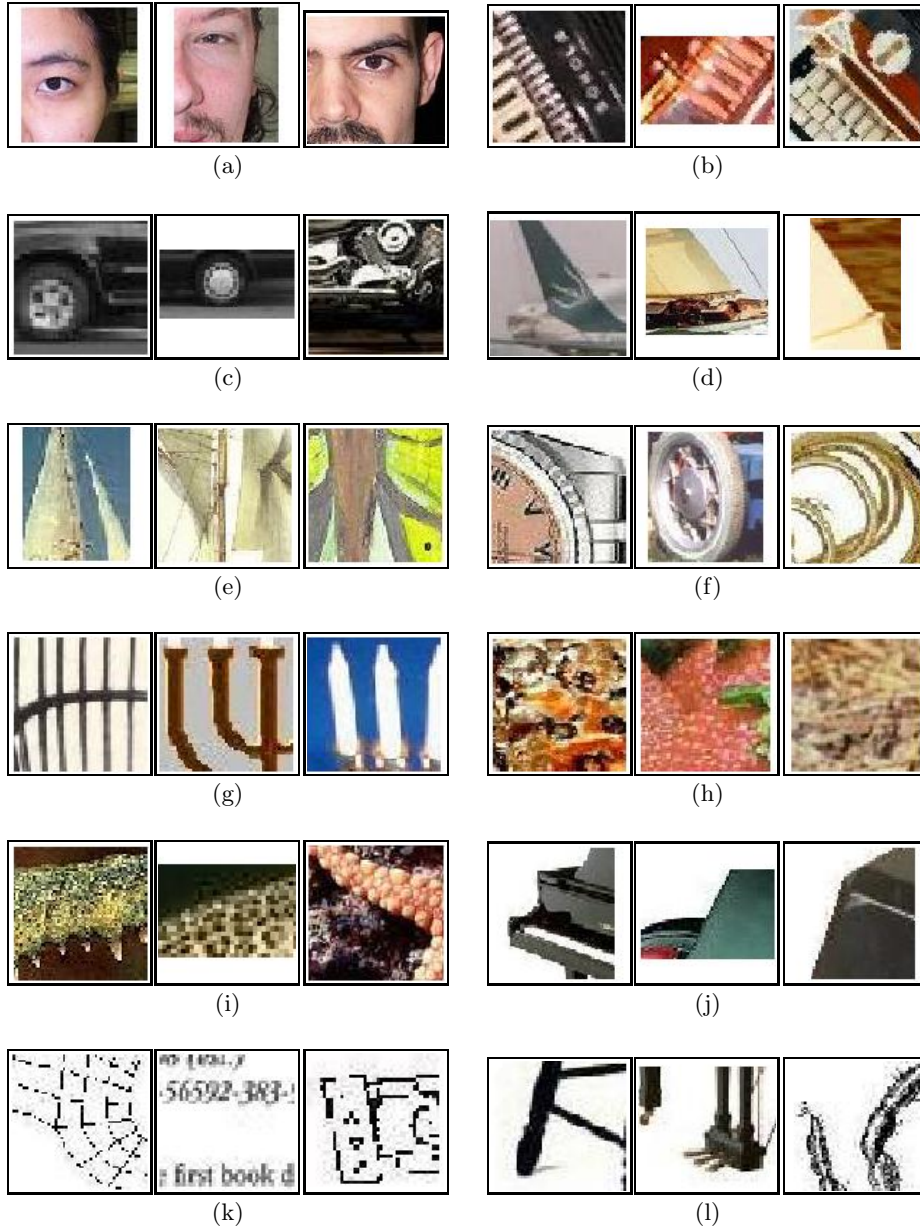 (a)
(b)
(c)
(d)
(e)
(f)
(g)
(h)
(i)
(j)
-56592-383-
first book d
(k)
(l)